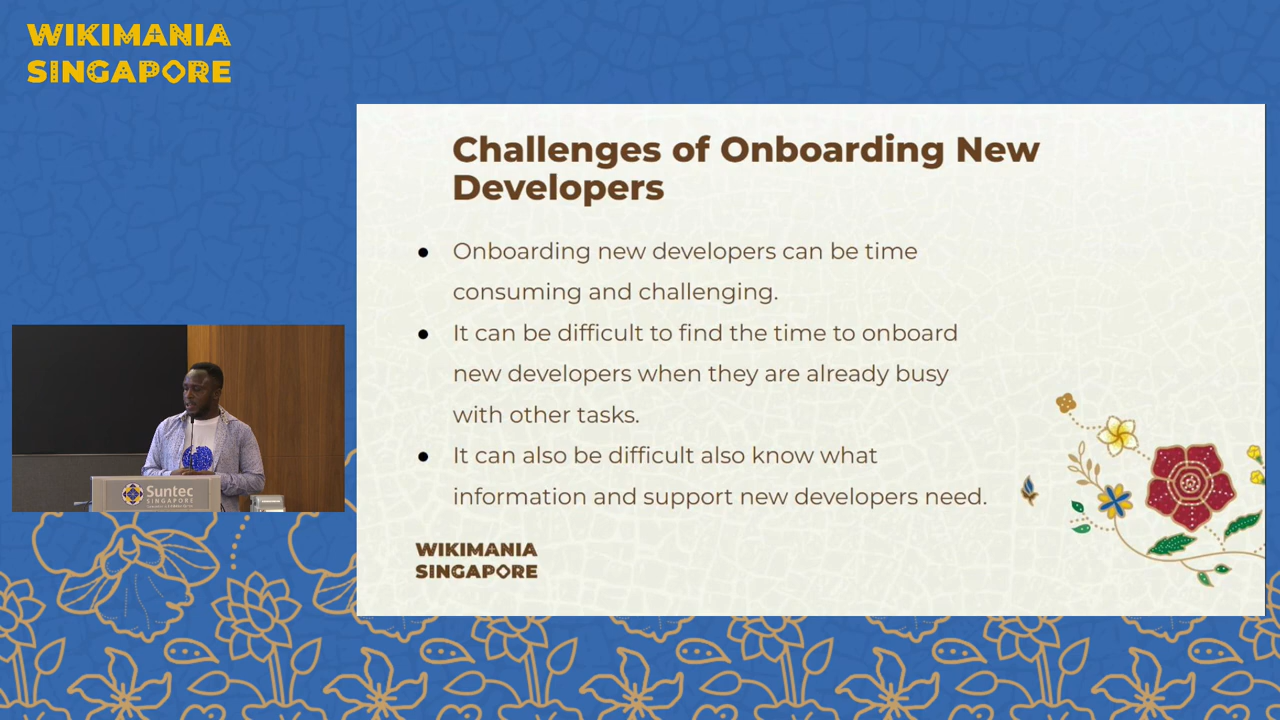 WIKIMANIA
SINGAPORE
Challenges of Onboarding New
Developers
● Onboarding new developers can be time
consuming and challenging.
● It can be difficult to find the time to onboard
new developers when they are already busy
with other tasks.
● It can also be difficult also know what
information and support new developers need.
WIKIMANIA
SINGAPORE
Suntec
SINGAPORE